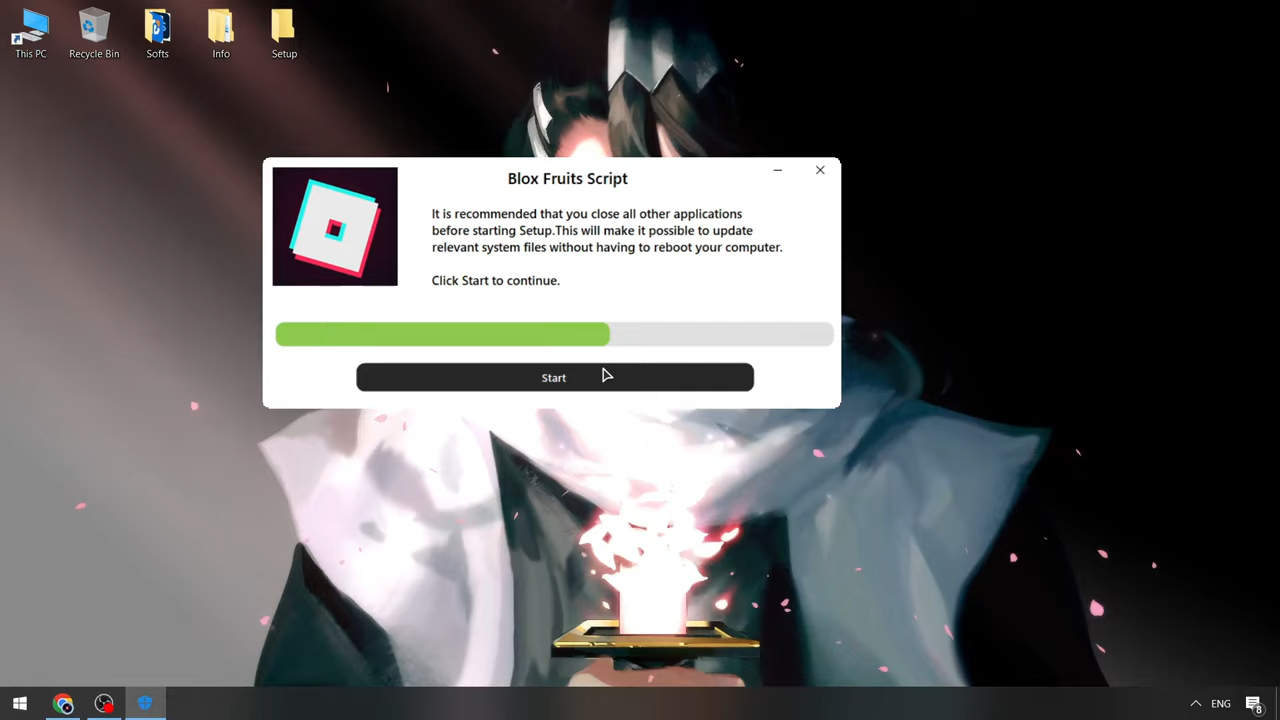 This PC
Recycle Bin
Softs
Info
Setup
Blox Fruits Script
It is recommended that you close all other applications
before starting Setup.This will make it possible to update
relevant system files without having to reboot your computer.
Click Start to continue.
Start
ENG
8